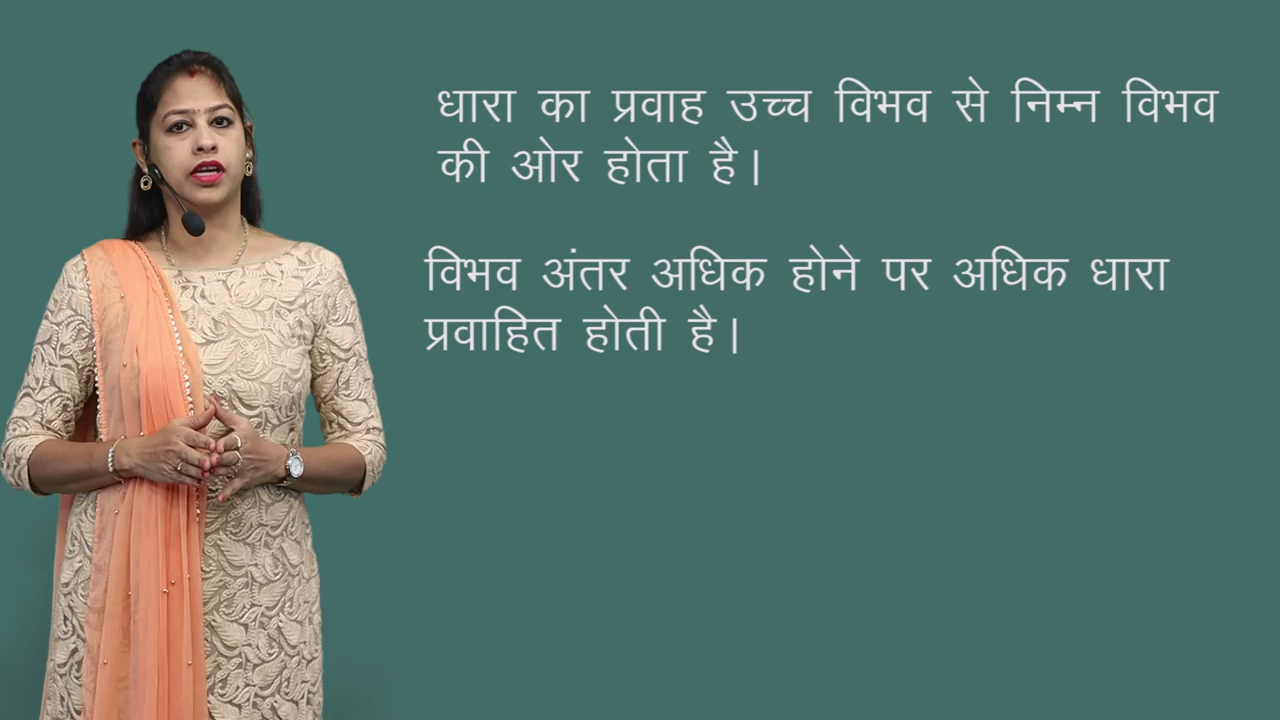 धारा का प्रवाह उच्च विभव से निम्न विभव
की ओर होता है।
विभव अंतर अधिक होने पर अधिक धारा
प्रवाहित होती है।